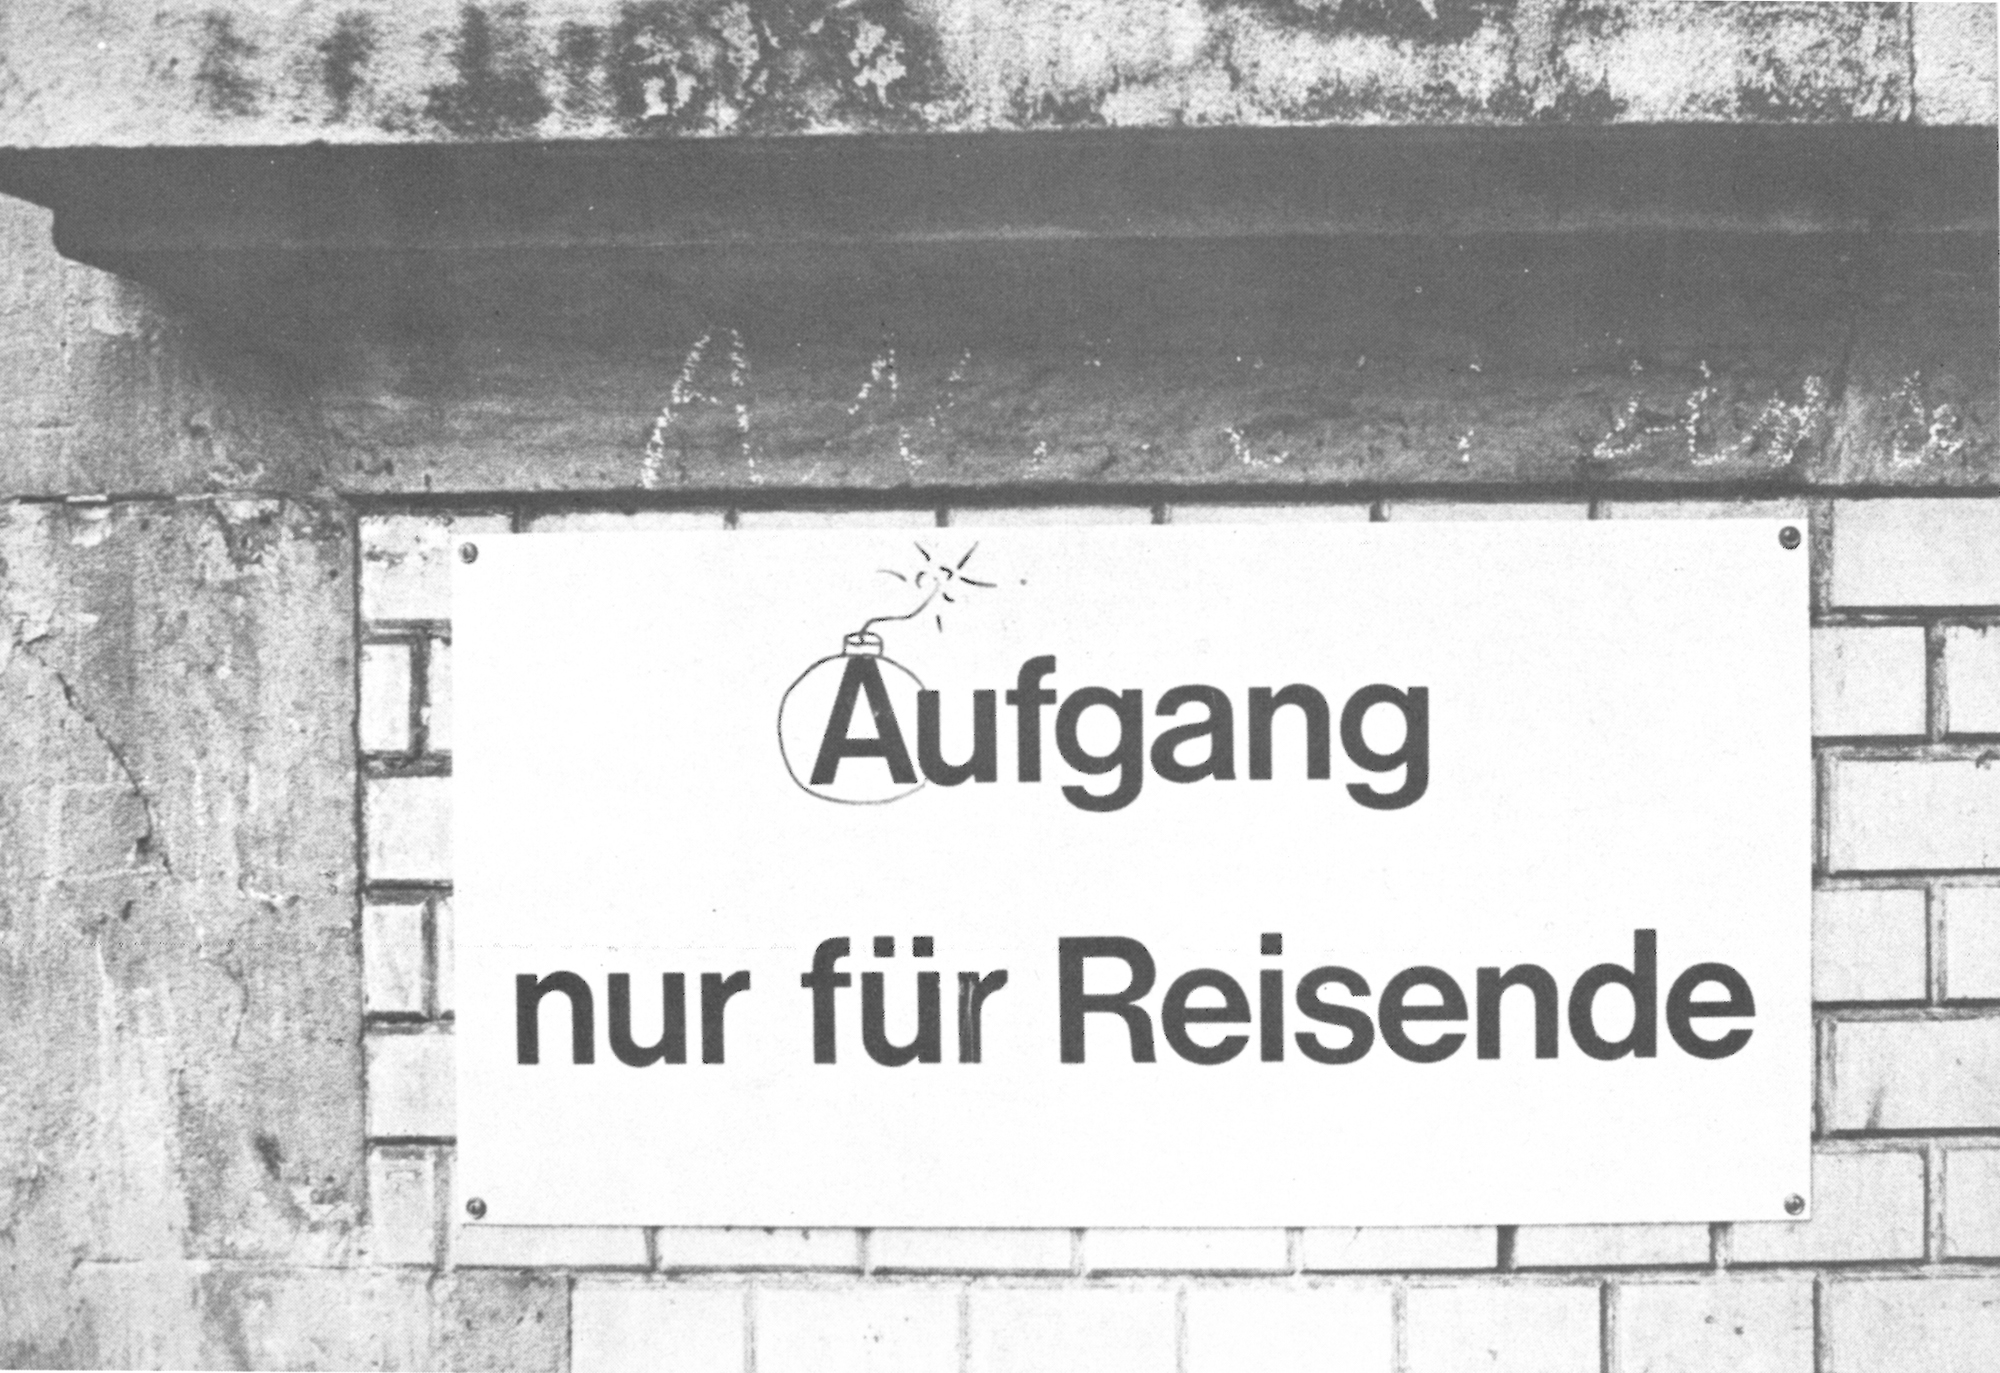 Aufgang
nur für Reisende